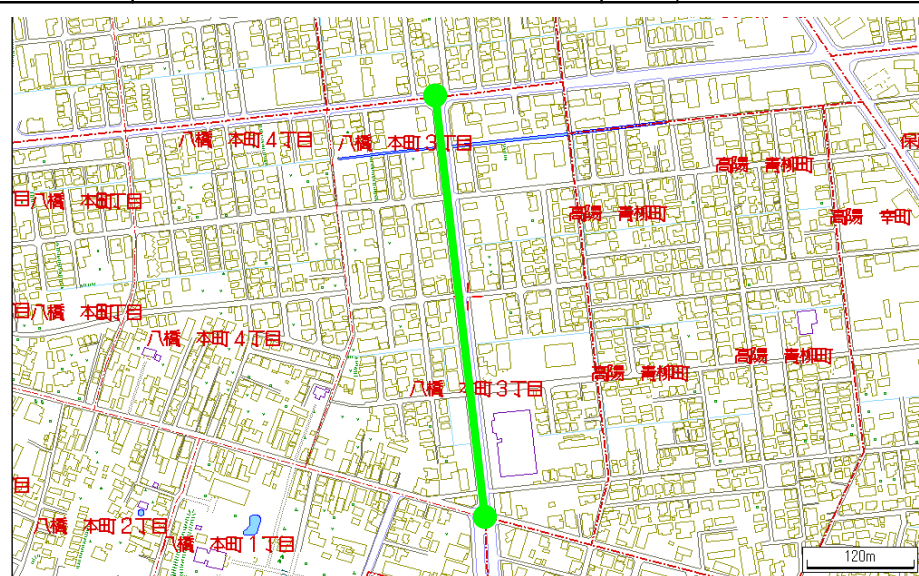 八橋 本町4丁目
八橋 本町3丁目
保
高陽 青柳町
目
八橋 本町丁目
高陽 青柳町
高陽 幸町
目
八橋 本町丁目
八橋 本町4丁目
高陽 青柳町
高陽 青柳町
八橋 本町3丁目
目
八橋 本町2丁目
八橋 本町1丁目
120m